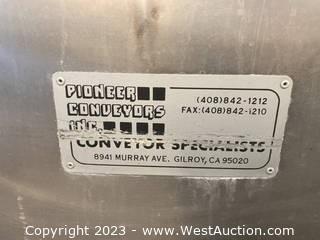 PIONEER
CONVEYORS
INC.
(408)842-1212
FAX:(408)842-1210
CONVEYOR SPECIALISTS
8941 MURRAY AVE. GILROY, CA 95020
Copyright - 2023 - WestAuction.com